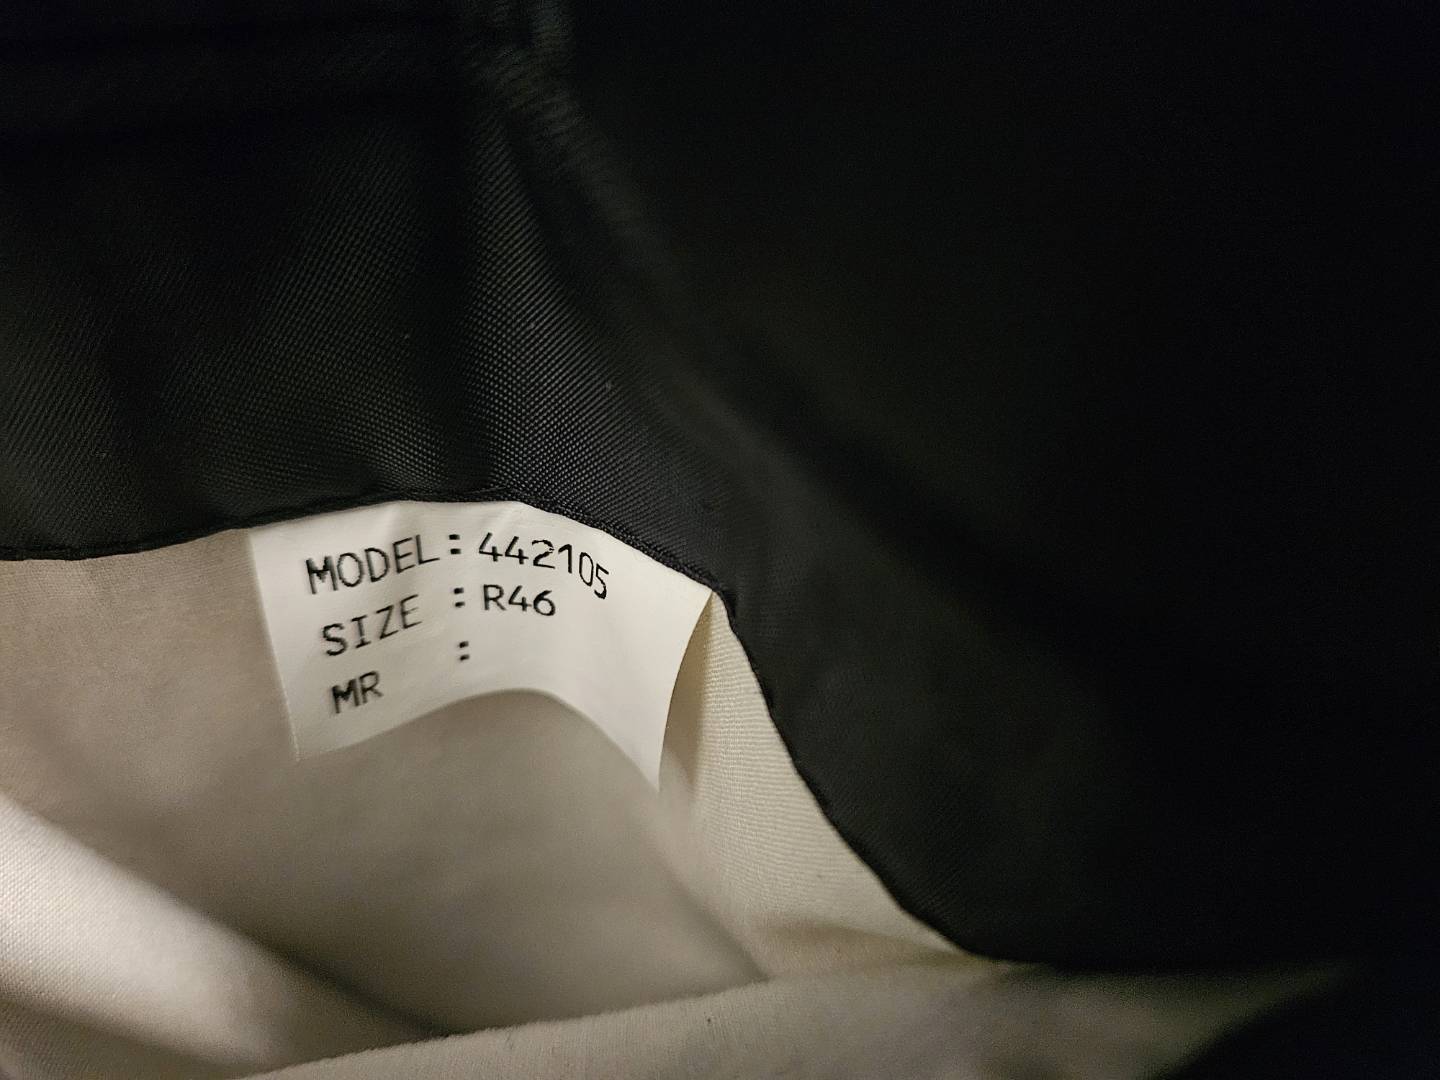 MODEL : 442105
SIZE : R46
MR :